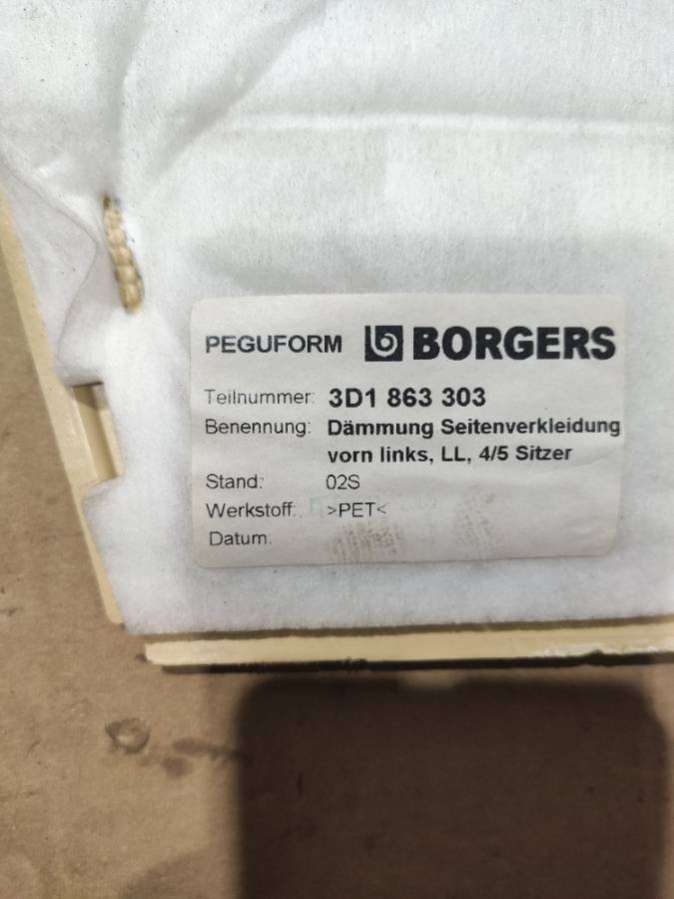 PEGUFORM BORGERS
Teilnummer: 3D1 863 303
Benennung: Dämmung Seitenverkleidung
vorn links, LL, 4/5 Sitzer
Stand: 02S
Werkstoff: >PET<
Datum: